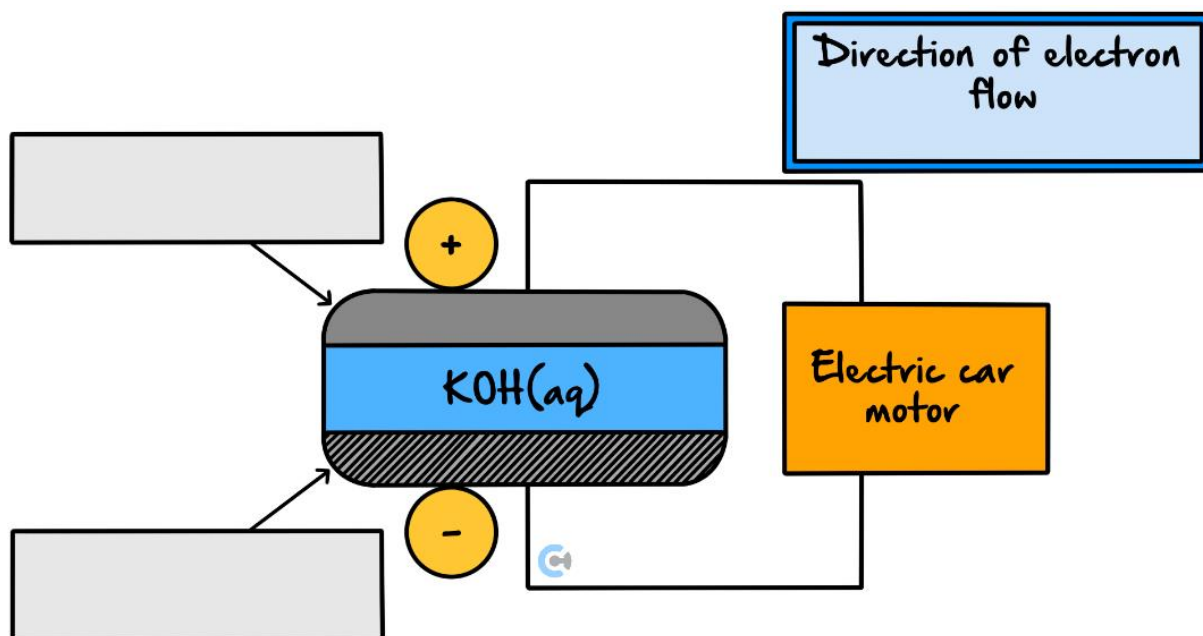 Direction of electron
flow
+
KOH(aq)
Electric car
motor
-